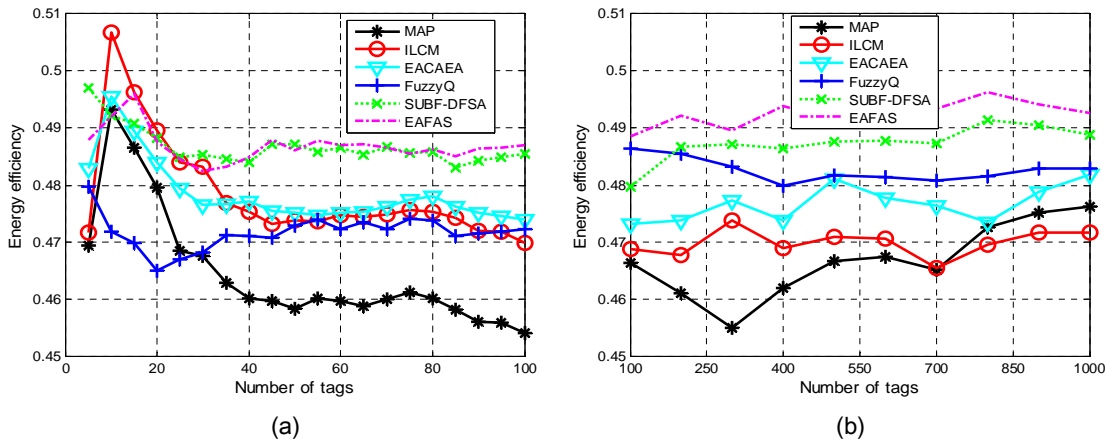 0.51
0.5
0.49
0.48
0.47
0.46
0.45
Energy efficiency
0
20
40
60
80
100
Number of tags
MAP
ILCM
EACAEA
FuzzyQ
SUBF-DFSA
EAFAS
(a)
0.51
0.5
0.49
0.48
0.47
0.46
0.45
Energy efficiency
100
250
400
550
700
850
1000
Number of tags
MAP
ILCM
EACAEA
FuzzyQ
SUBF-DFSA
EAFAS
(b)